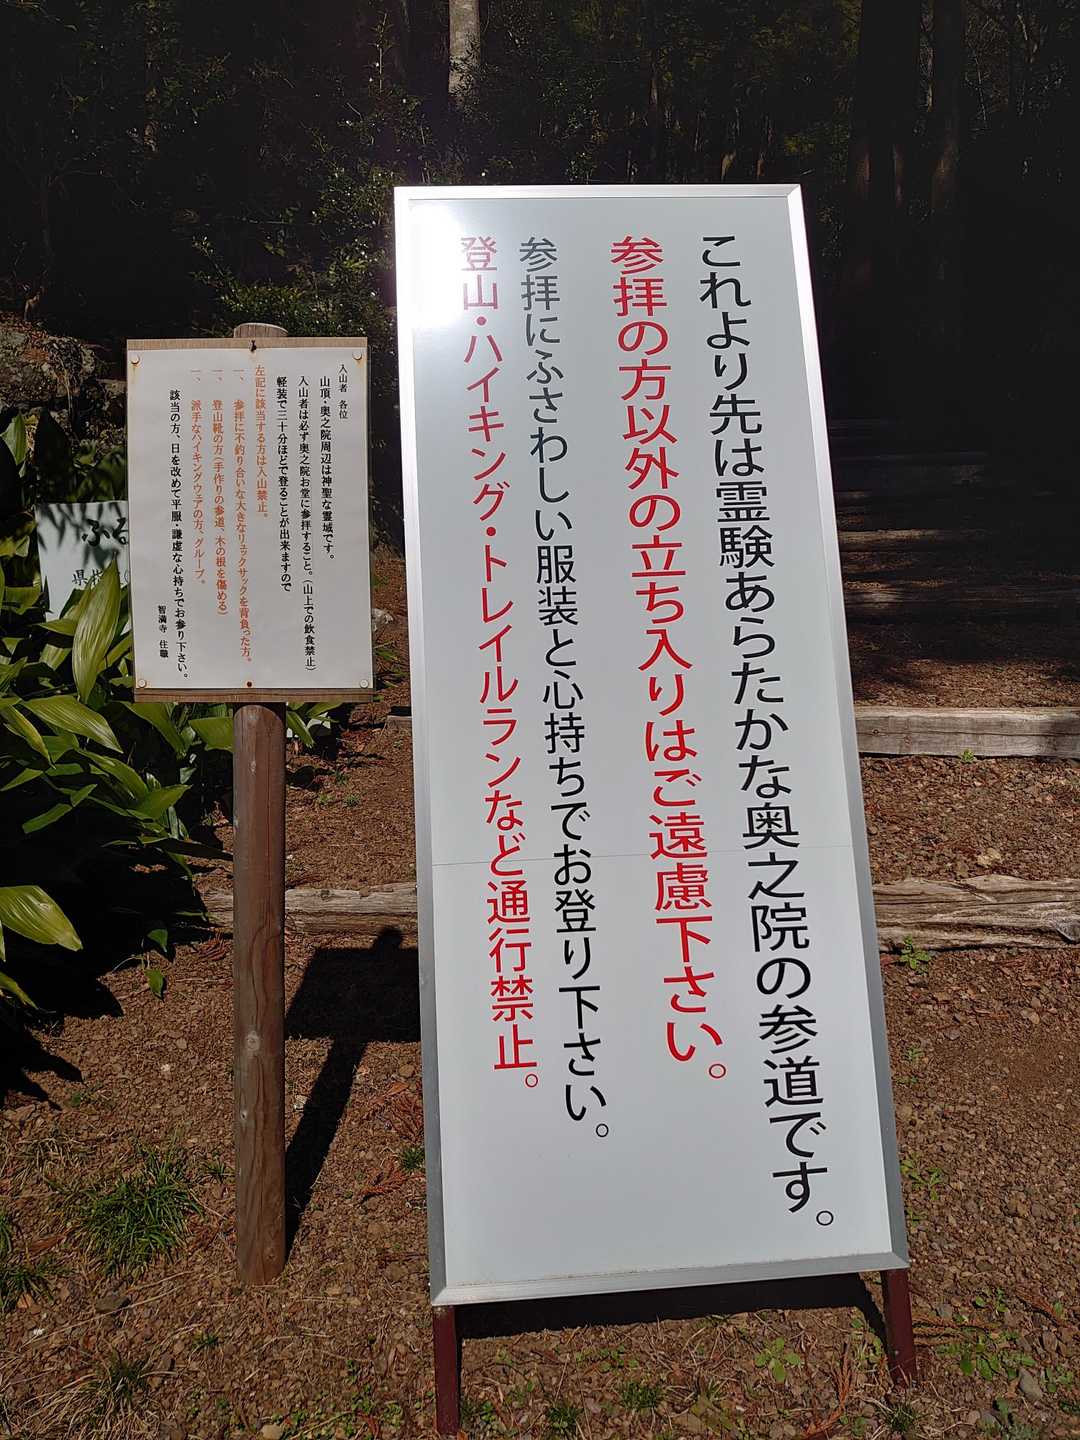 これより先は霊験あらたかな奥之院の参道です。
参拝の方以外の立ち入りはご遠慮下さい。
参拝にふさわしい服装と心持ちでお登り下さい。
登山・ハイキング・トレイルランなど通行禁止。
入山者 各位
山頂・奥之院周辺は神聖な霊域です。
入山者は必ず奥之院お堂に参拝すること。(山上での飲食禁止)
軽装で三十分ほどで登ることが出来ますので
左記に該当する方は入山禁止。
一、参拝に不釣り合いな大きなリュックサックを背負った方。
一、登山靴の方(手作りの参道、木の根を傷める)
一、派手なハイキングウェアの方、グループ。
該当の方、日を改めて平服・謙虚な心持ちでお参り下さい。
智満寺 住職
ふる
県指